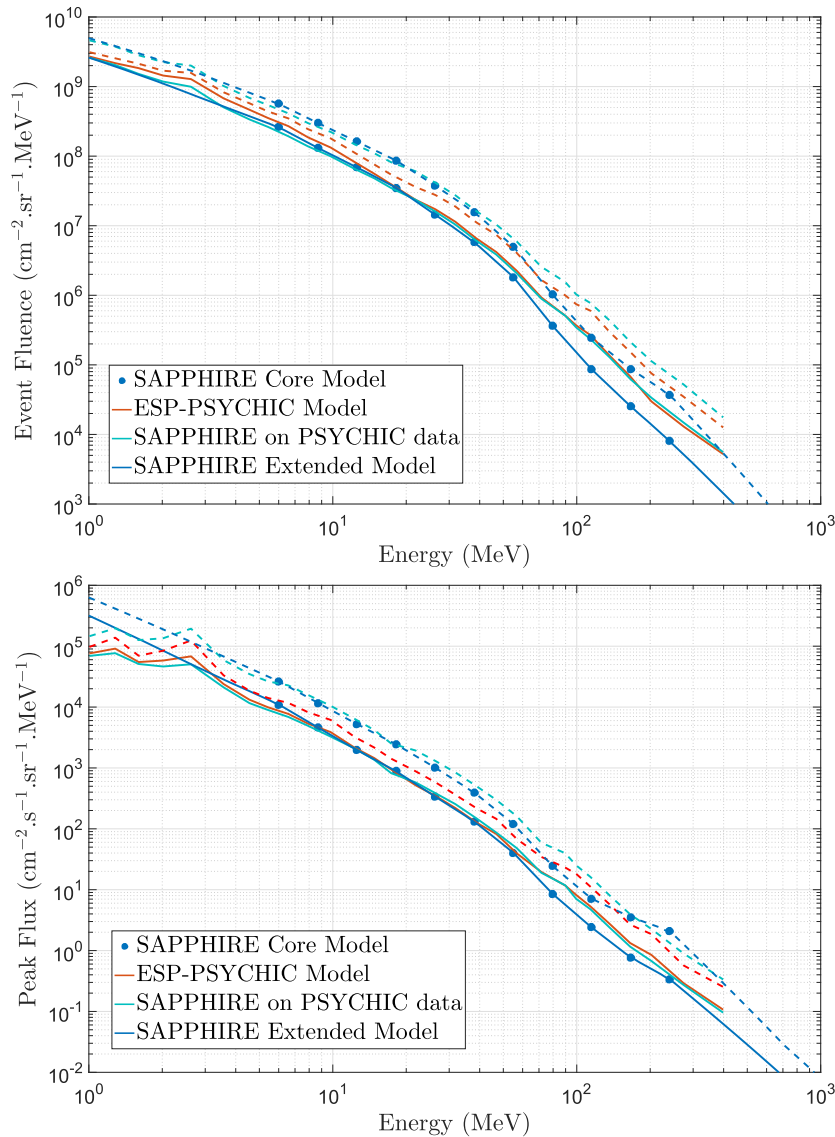 10^10
10^9
10^8
10^7
10^6
10^5
10^4
10^3
Event Fluence (cm^−2.sr^−1.MeV^−1)
SAPPHIRE Core Model
ESP-PSYCHIC Model
SAPPHIRE on PSYCHIC data
SAPPHIRE Extended Model
10^0 10^1 10^2 10^3
Energy (MeV)
10^6
10^5
10^4
10^3
10^2
10^1
10^0
10^-1
10^-2
Peak Flux (cm^−2.s^−1.sr^−1.MeV^−1)
SAPPHIRE Core Model
ESP-PSYCHIC Model
SAPPHIRE on PSYCHIC data
SAPPHIRE Extended Model
10^0 10^1 10^2 10^3
Energy (MeV)